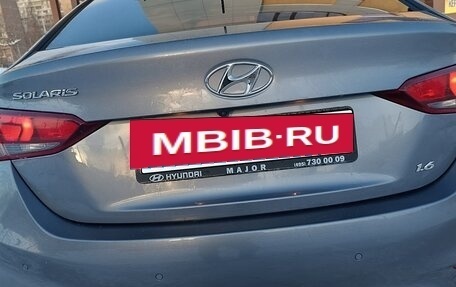 SOLARIS
MBIB-RU
HYUNDAI MAJOR (495) 730 00 09
1.6